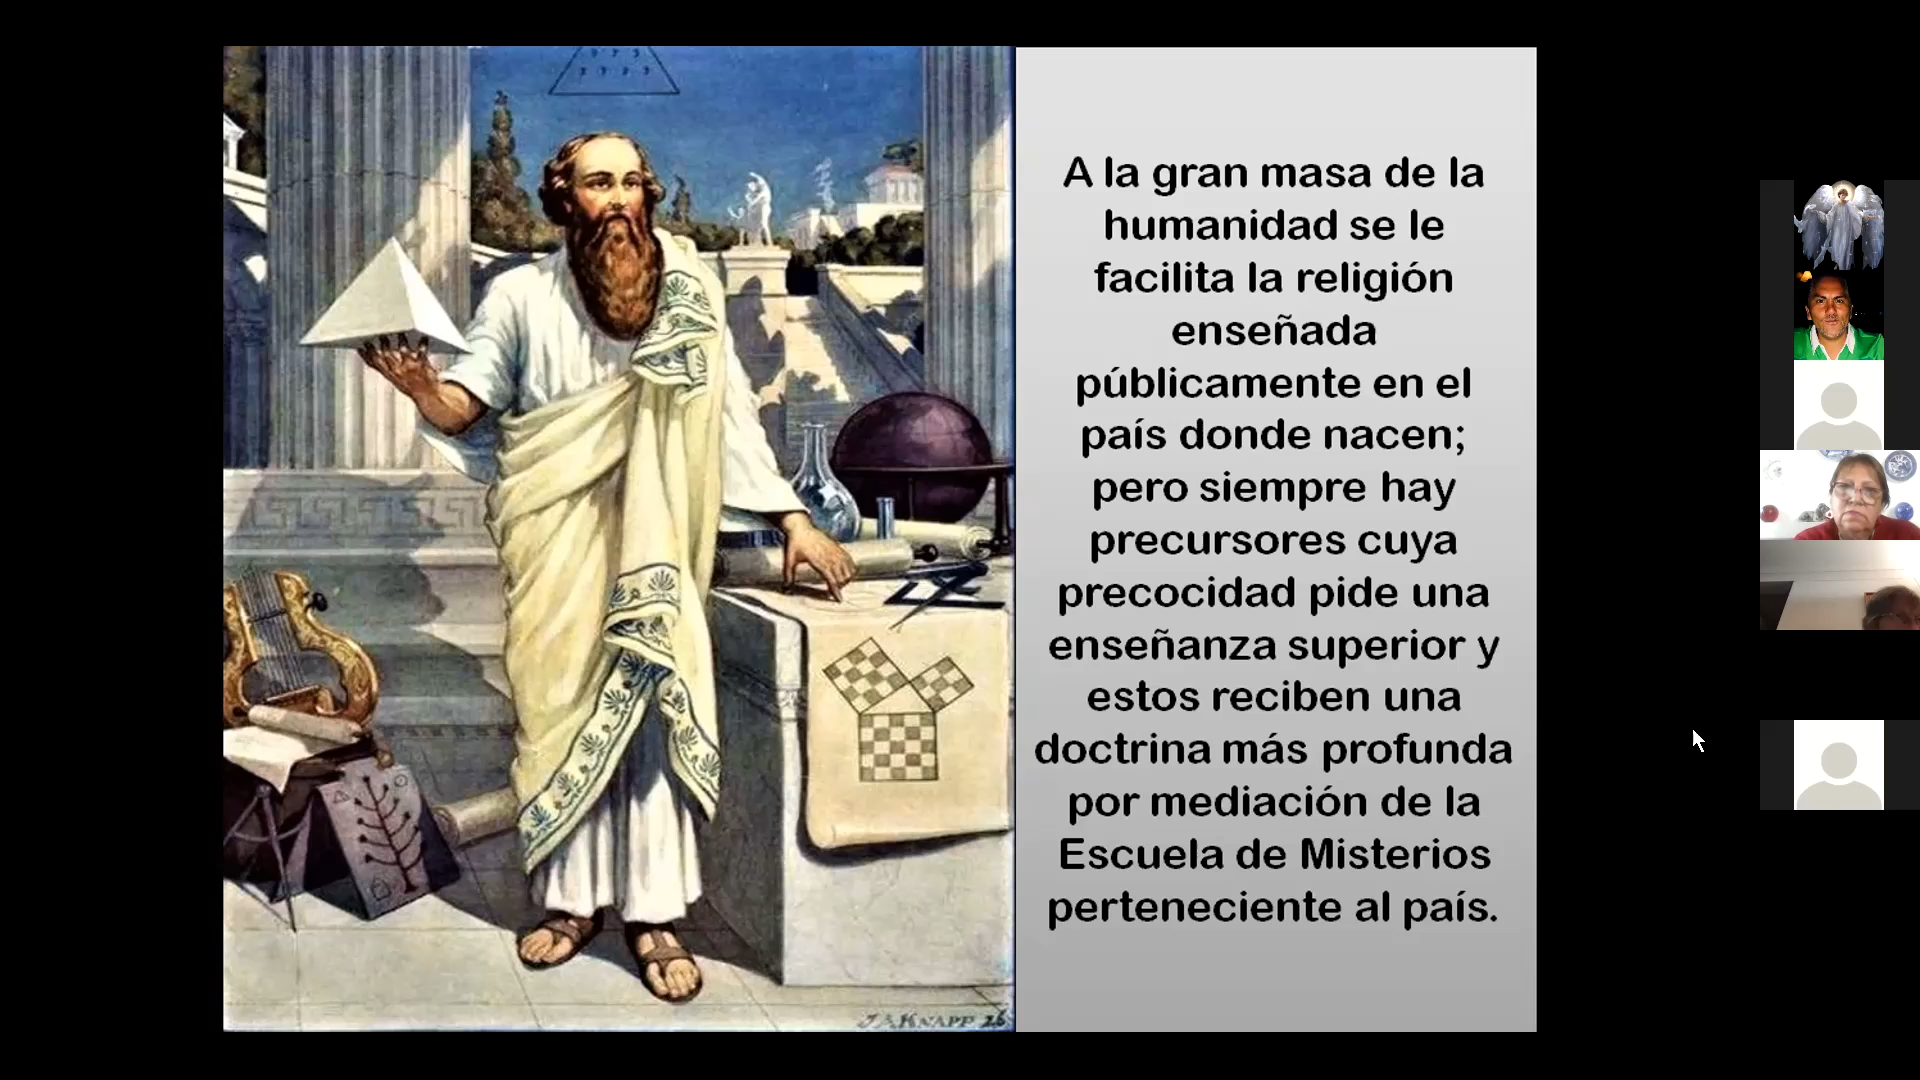 A la gran masa de la
humanidad se le
facilita la religión
enseñada
públicamente en el
país donde nacen;
pero siempre hay
precursores cuya
precocidad pide una
enseñanza superior y
estos reciben una
doctrina más profunda
por mediación de la
Escuela de Misterios
perteneciente al país.
J.A.KNAPP 26